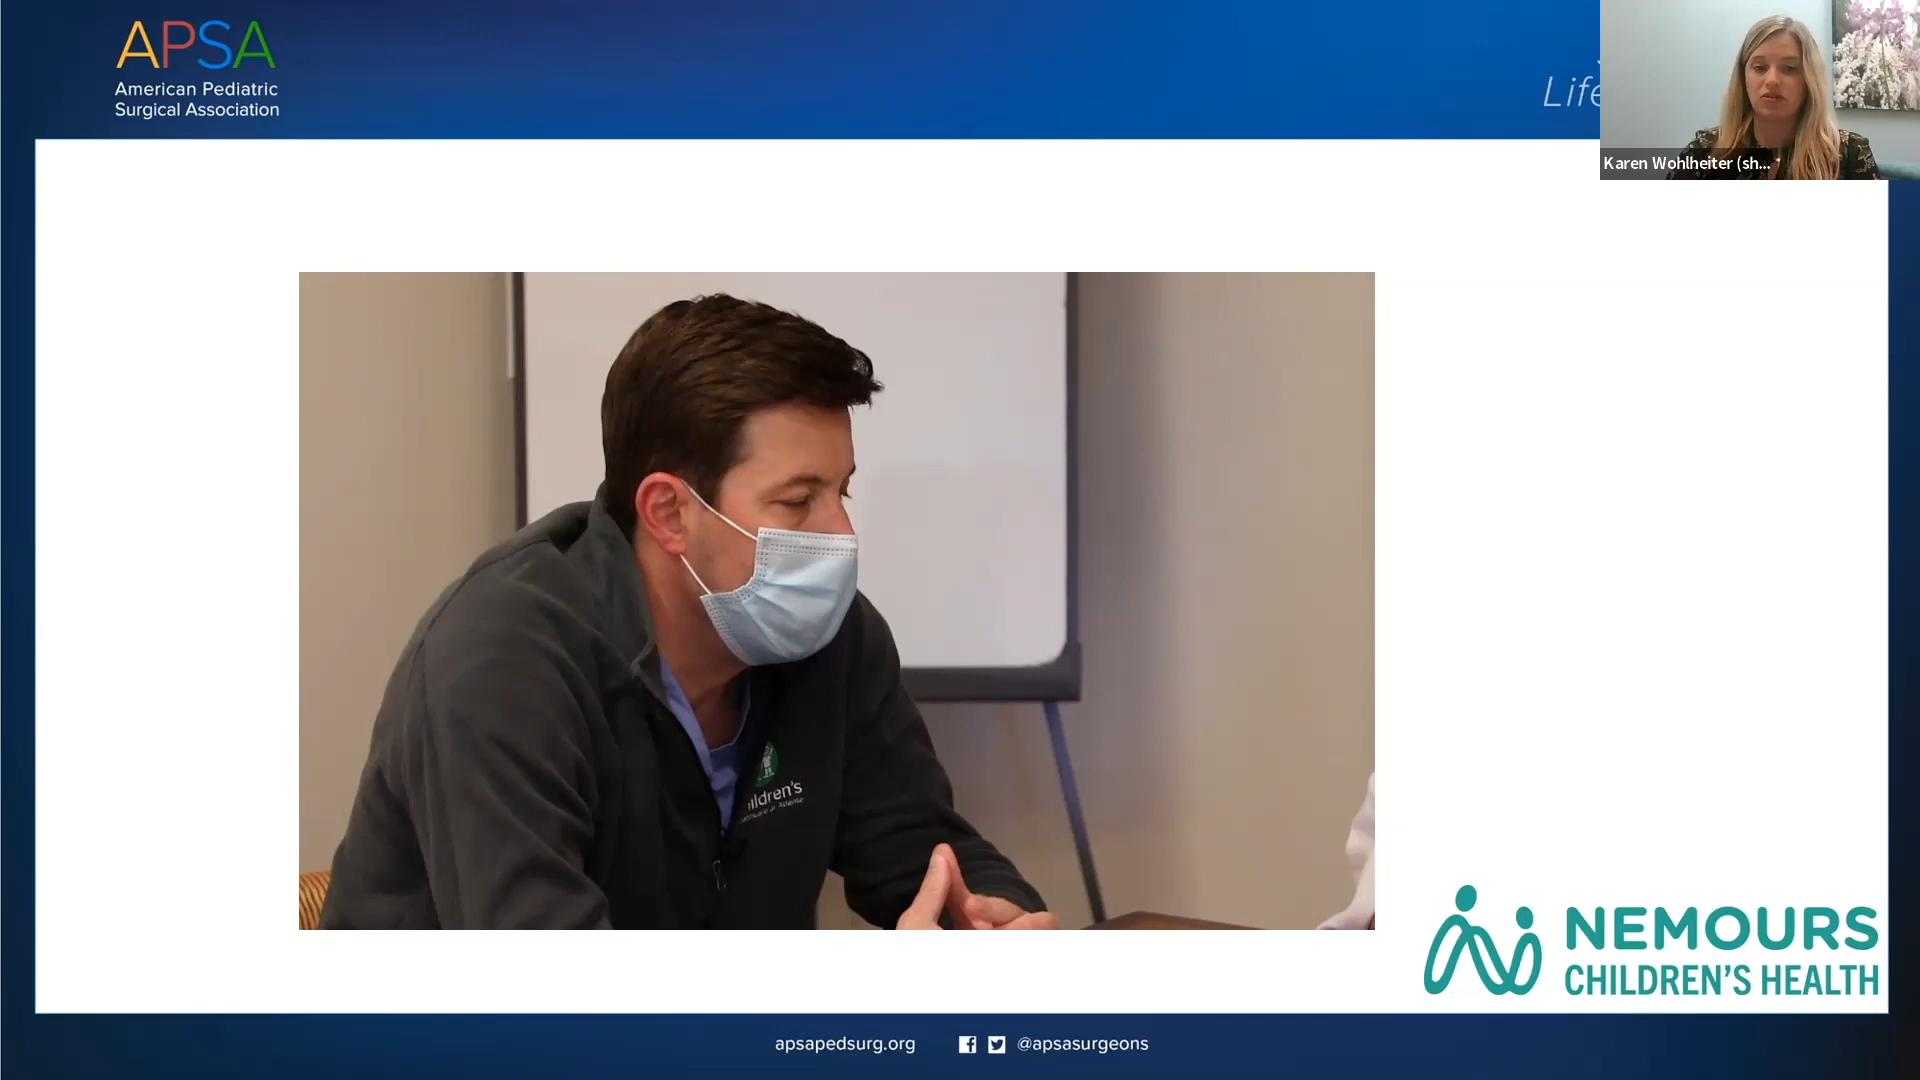 APSA
American Pediatric
Surgical Association
Life
Karen Wohlheiter (sh...
ildren's
NEMOURS
CHILDREN'S HEALTH
apsapedsurg.org
@apsasurgeons